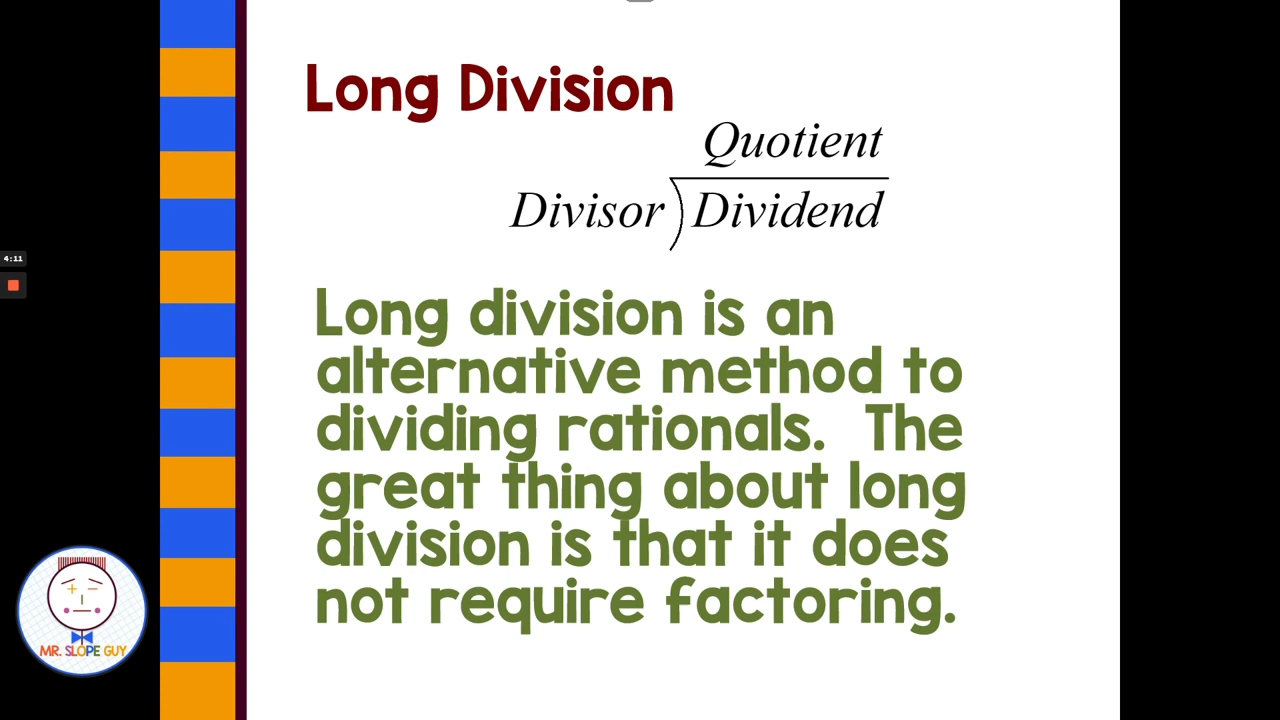 Long Division
Quotient
Divisor Dividend
4:11
Long division is an
alternative method to
dividing rationals. The
great thing about long
division is that it does
not require factoring.
MR. SLOPE GUY